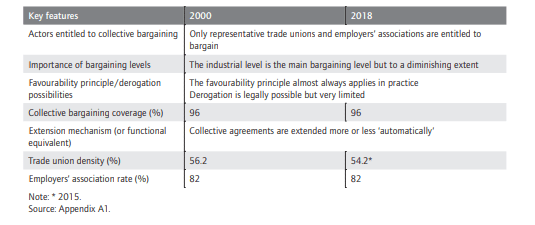 Key features 2000 2018
Actors entitled to collective bargaining Only representative trade unions and employers' associations are entitled to
bargain
Importance of bargaining levels The industrial level is the main bargaining level but to a diminishing extent
Favourability principle/derogation The favourability principle almost always applies in practice
possibilities Derogation is legally possible but very limited
Collective bargaining coverage (%) 96 96
Extension mechanism (or functional Collective agreements are extended more or less 'automatically'
equivalent)
Trade union density (%) 56.2 54.2*
Employers' association rate (%) 82 82
Note: * 2015.
Source: Appendix A1.